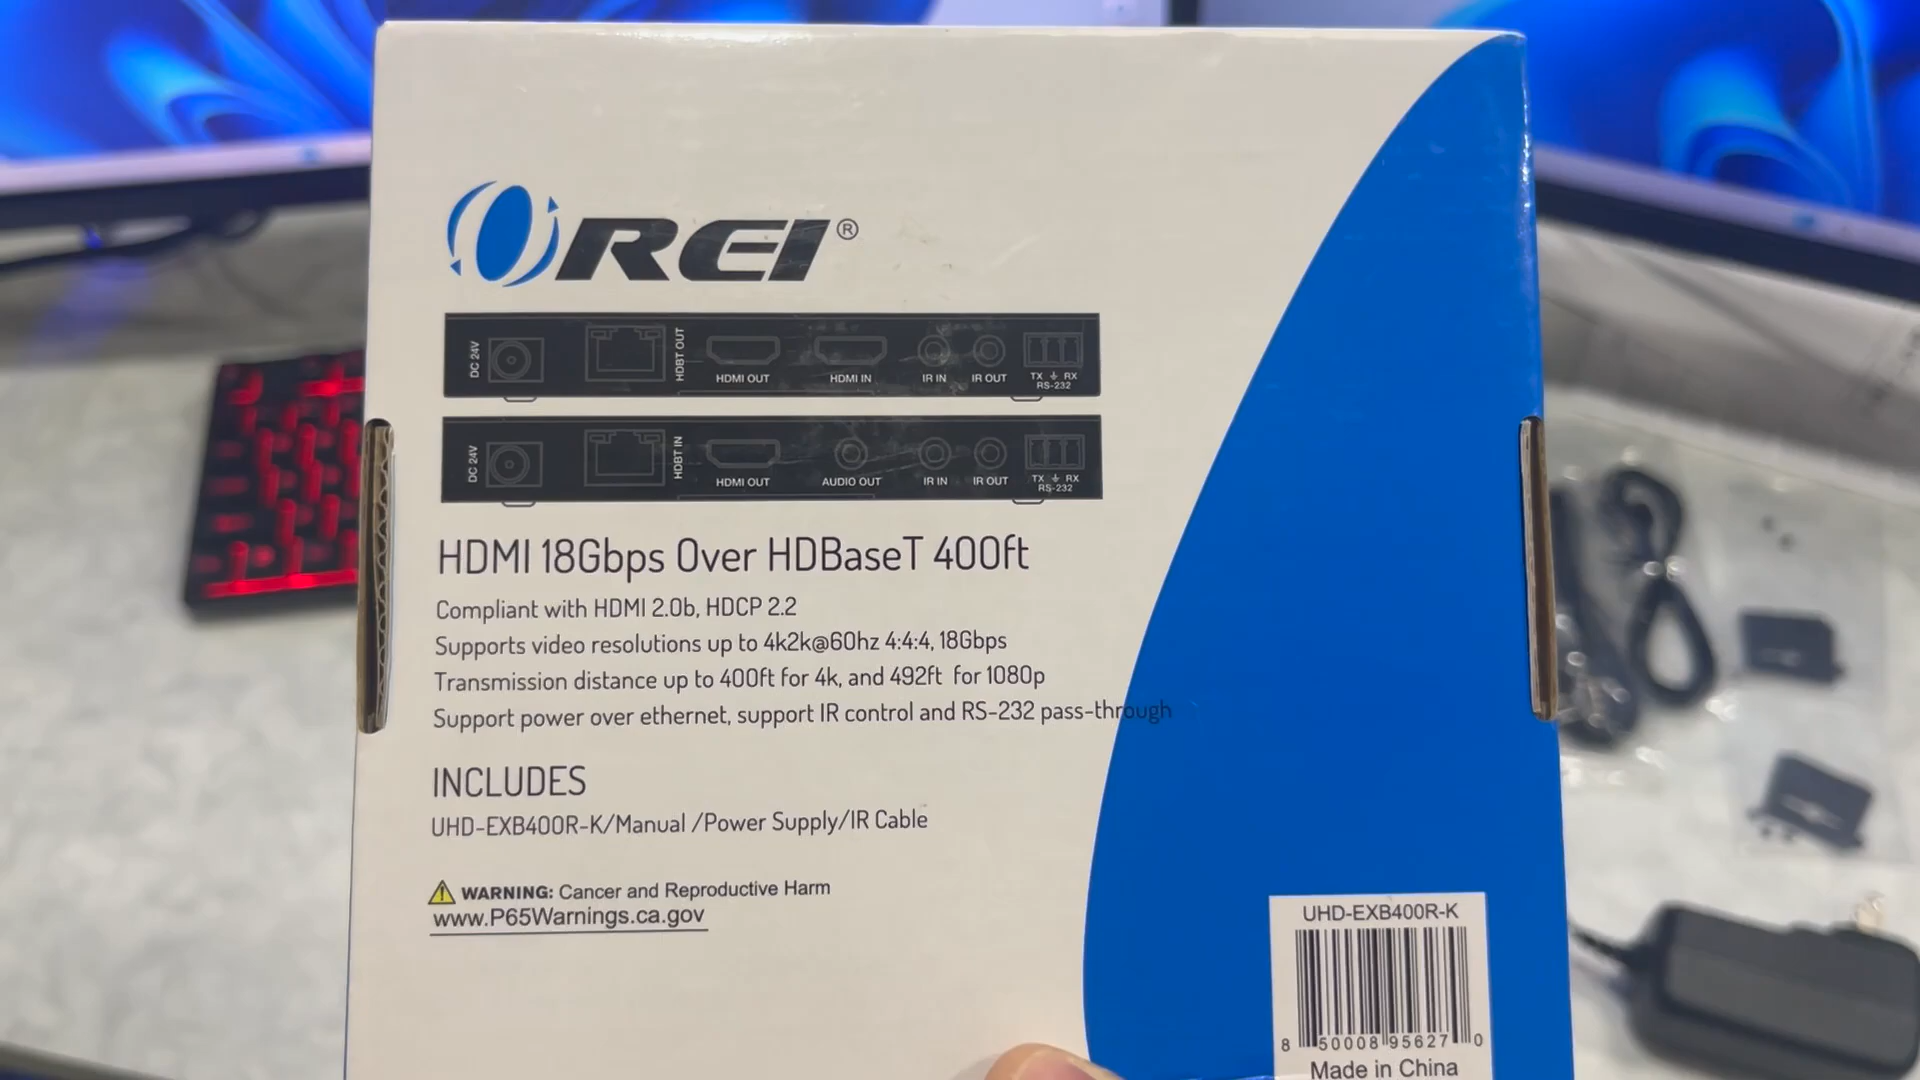 OREI®
DC 24V
HDBT OUT
HDMI OUT
HDMI IN
IR IN
IR OUT
TX RX
RS-232
DC 24V
HDBT IN
HDMI OUT
AUDIO OUT
IR IN
IR OUT
TX RX
RS-232
HDMI 18Gbps Over HDBaseT 400ft
Compliant with HDMI 2.0b, HDCP 2.2
Supports video resolutions up to 4k2k@60hz 4:4:4, 18Gbps
Transmission distance up to 400ft for 4k, and 492ft for 1080p
Support power over ethernet, support IR control and RS-232 pass-through
INCLUDES
UHD-EXB400R-K/Manual /Power Supply/IR Cable
WARNING: Cancer and Reproductive Harm
www.P65Warnings.ca.gov
UHD-EXB400R-K
8 50008 95627 0
Made in China